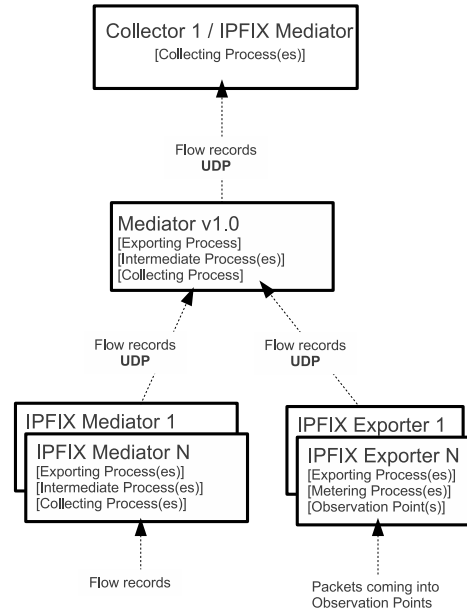 Collector 1 / IPFIX Mediator
[Collecting Process(es)]
Flow records
UDP
Mediator v1.0
[Exporting Process]
[Intermediate Process(es)]
[Collecting Process]
Flow records
UDP
Flow records
UDP
IPFIX Mediator 1
IPFIX Mediator N
[Exporting Process(es)]
[Intermediate Process(es)]
[Collecting Process(es)]
IPFIX Exporter 1
IPFIX Exporter N
[Exporting Process(es)]
[Metering Process(es)]
[Observation Point(s)]
Flow records
Packets coming into
Observation Points